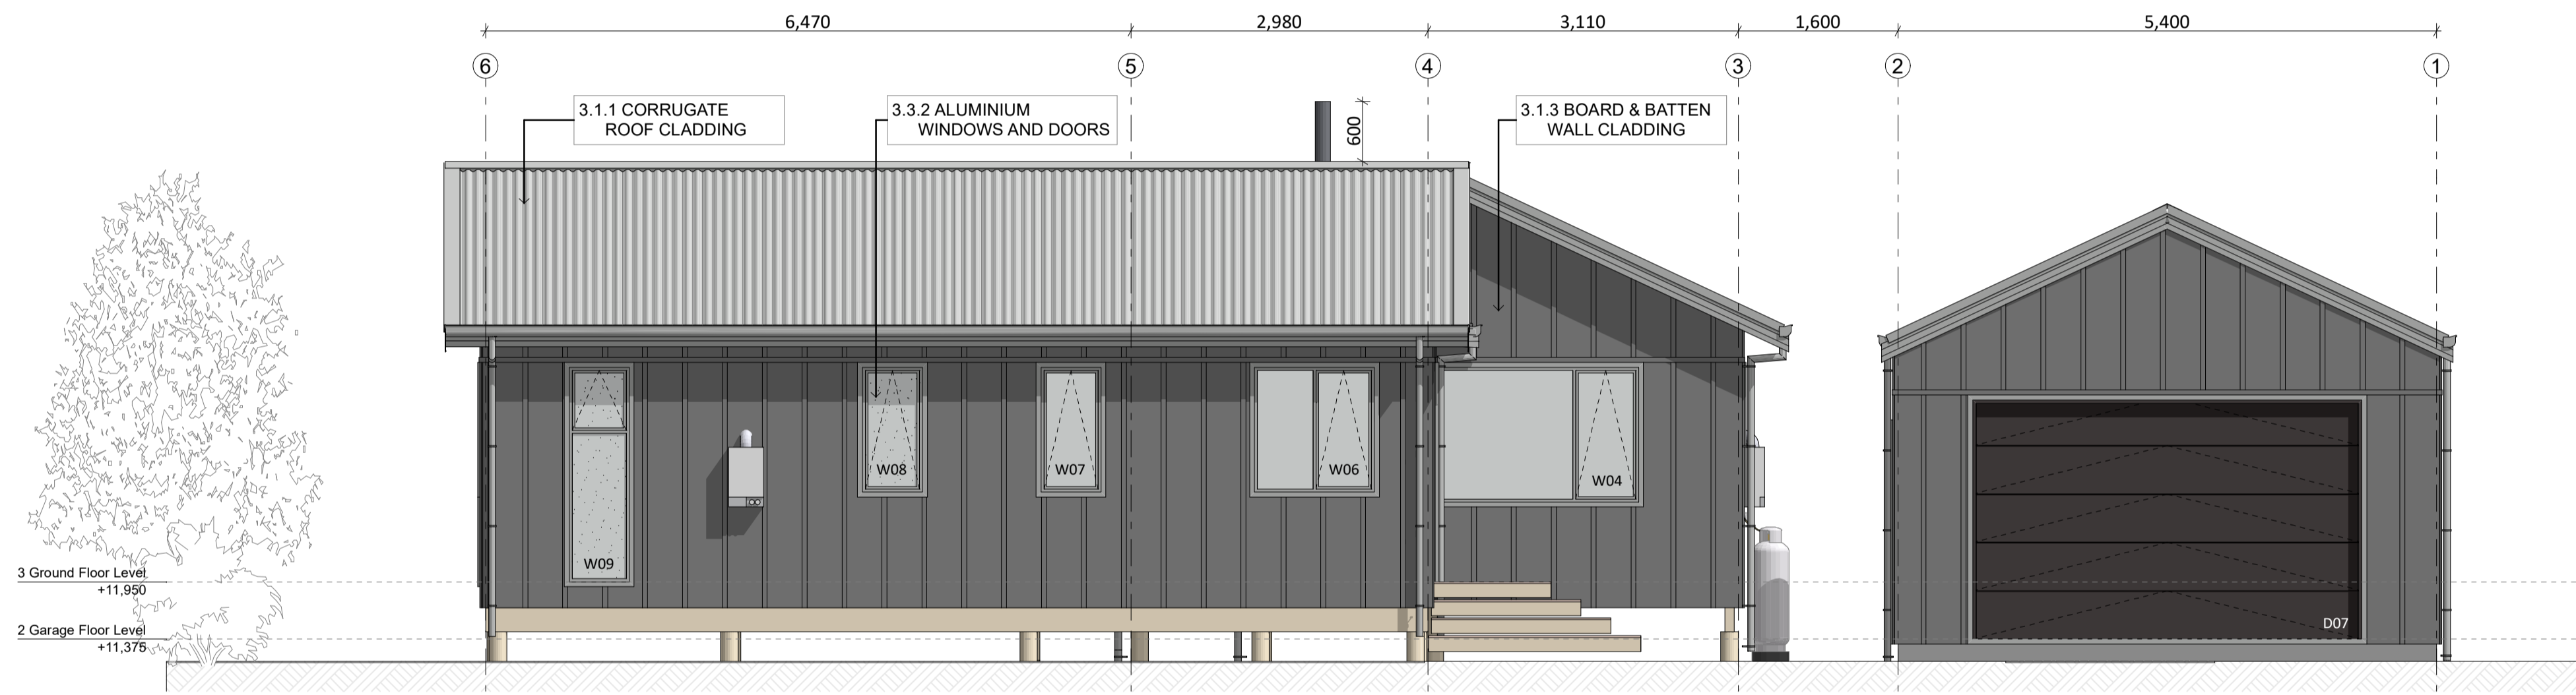 6,470
2,980
3,110
1,600
5,400
6
5
4
3
2
1
3.1.1 CORRUGATE
ROOF CLADDING
3.3.2 ALUMINIUM
WINDOWS AND DOORS
600
3.1.3 BOARD & BATTEN
WALL CLADDING
W08
W07
W06
W04
W09
3 Ground Floor Level
+11,950
2 Garage Floor Level
+11,375
D07